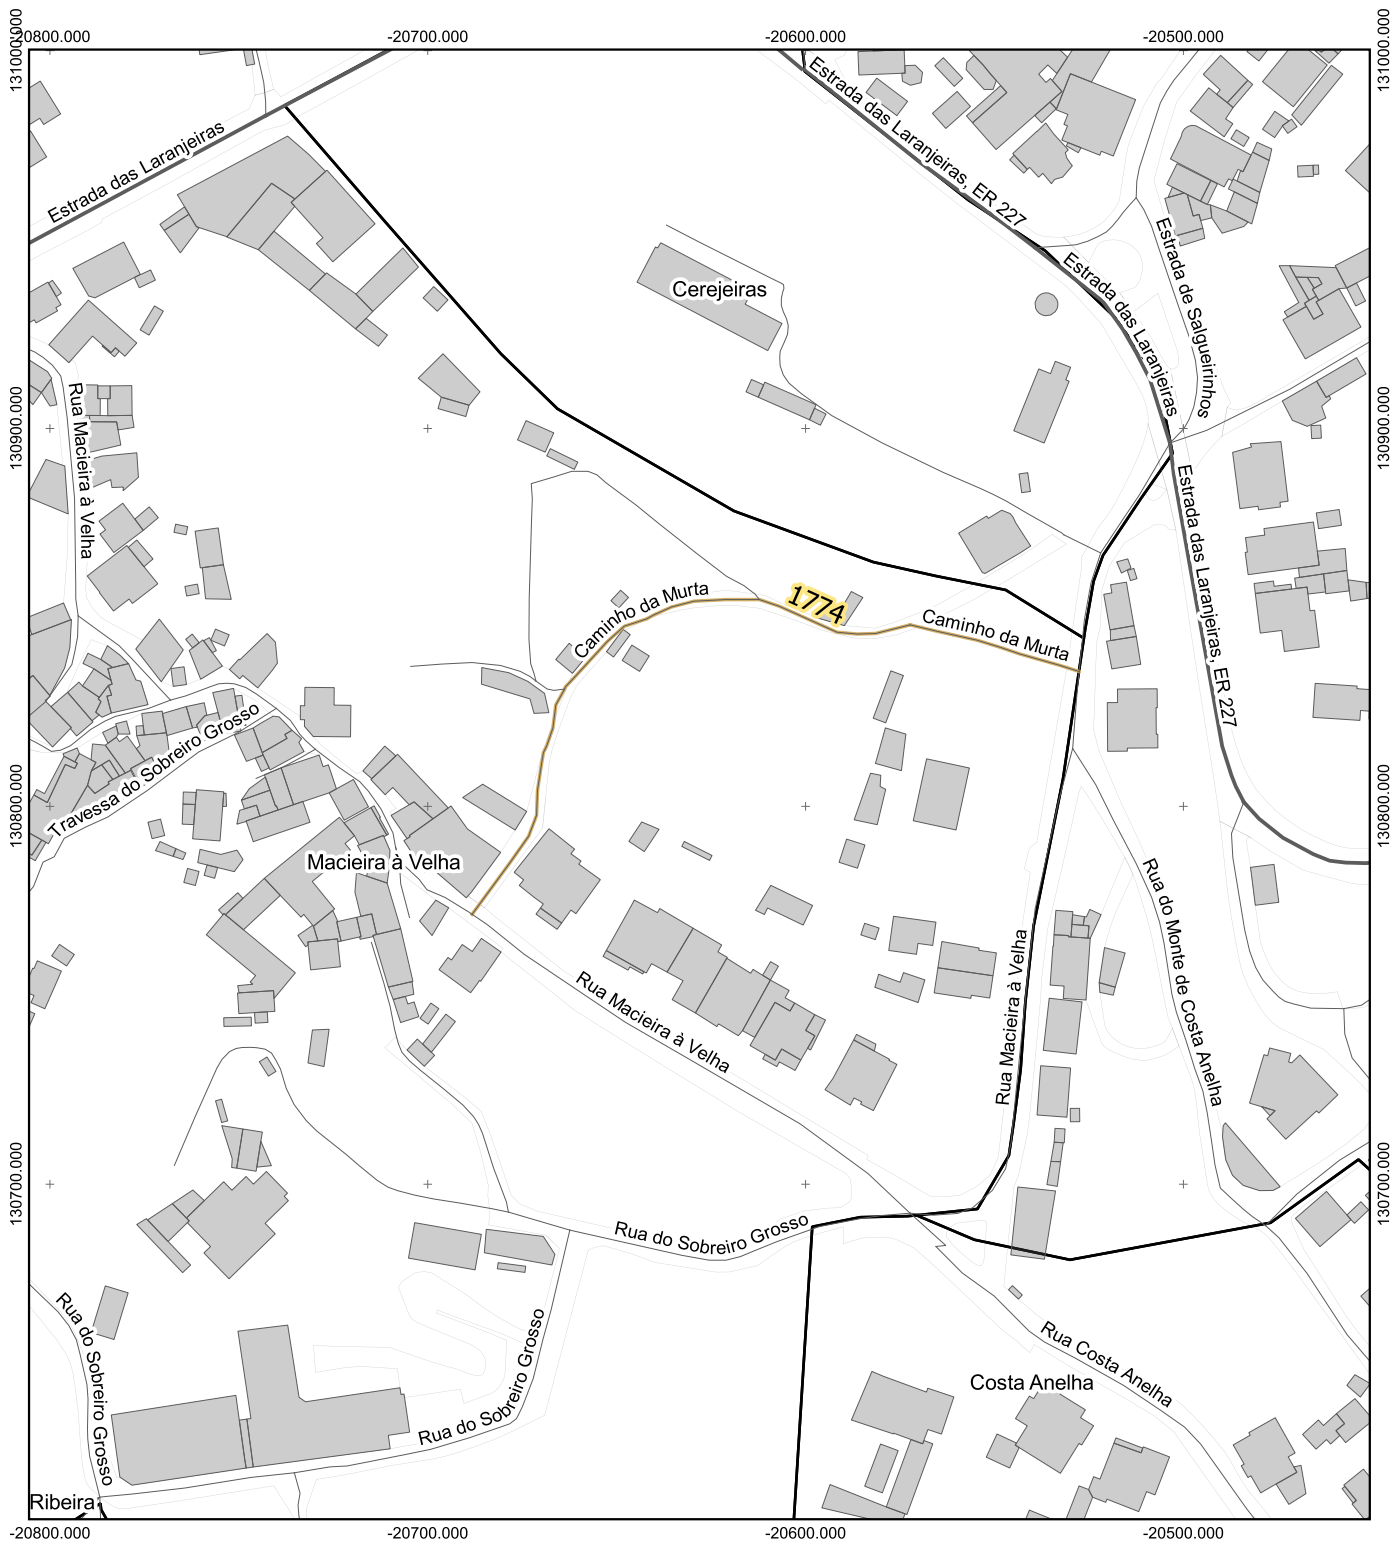 -20800.000
-20700.000
-20600.000
-20500.000
131000.000
131000.000
Estrada das Laranjeiras
Estrada das Laranjeiras, ER 227
Estrada de Salgueirinhos
Estrada das Laranjeiras
Cerejeiras
Rua Macieira à Velha
130900.000
130900.000
Estrada das Laranjeiras, ER 227
Caminho da Murta
1774
Caminho da Murta
Travessa do Sobreiro Grosso
130800.000
130800.000
Macieira à Velha
Rua do Monte de Costa Anelha
Rua Macieira à Velha
Rua Macieira à Velha
130700.000
130700.000
Rua do Sobreiro Grosso
Rua do Sobreiro Grosso
Rua do Sobreiro Grosso
Rua do Sobreiro Grosso
Rua Costa Anelha
Costa Anelha
Ribeira
-20800.000
-20700.000
-20600.000
-20500.000